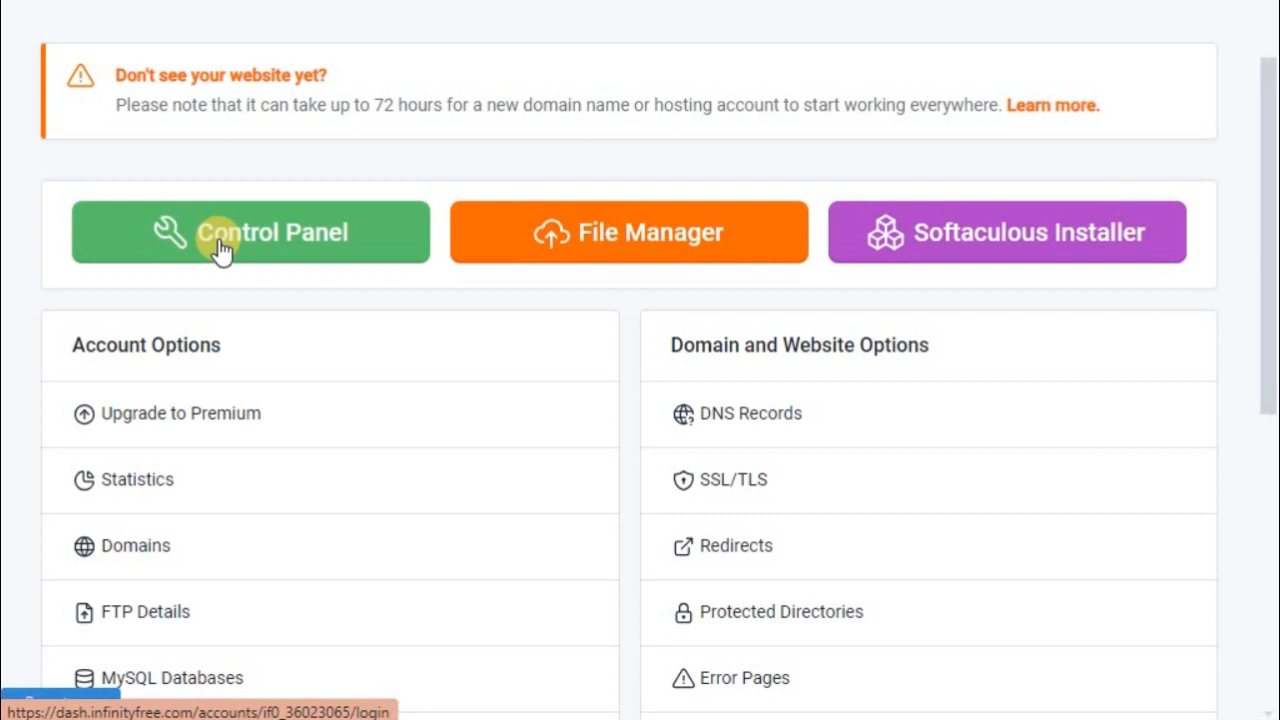 Don't see your website yet?
Please note that it can take up to 72 hours for a new domain name or hosting account to start working everywhere. Learn more.
Control Panel
File Manager
Softaculous Installer
Account Options
Upgrade to Premium
Statistics
Domains
FTP Details
MySQL Databases
Domain and Website Options
DNS Records
SSL/TLS
Redirects
Protected Directories
Error Pages
https://dash.infinityfree.com/accounts/if0_36023065/login